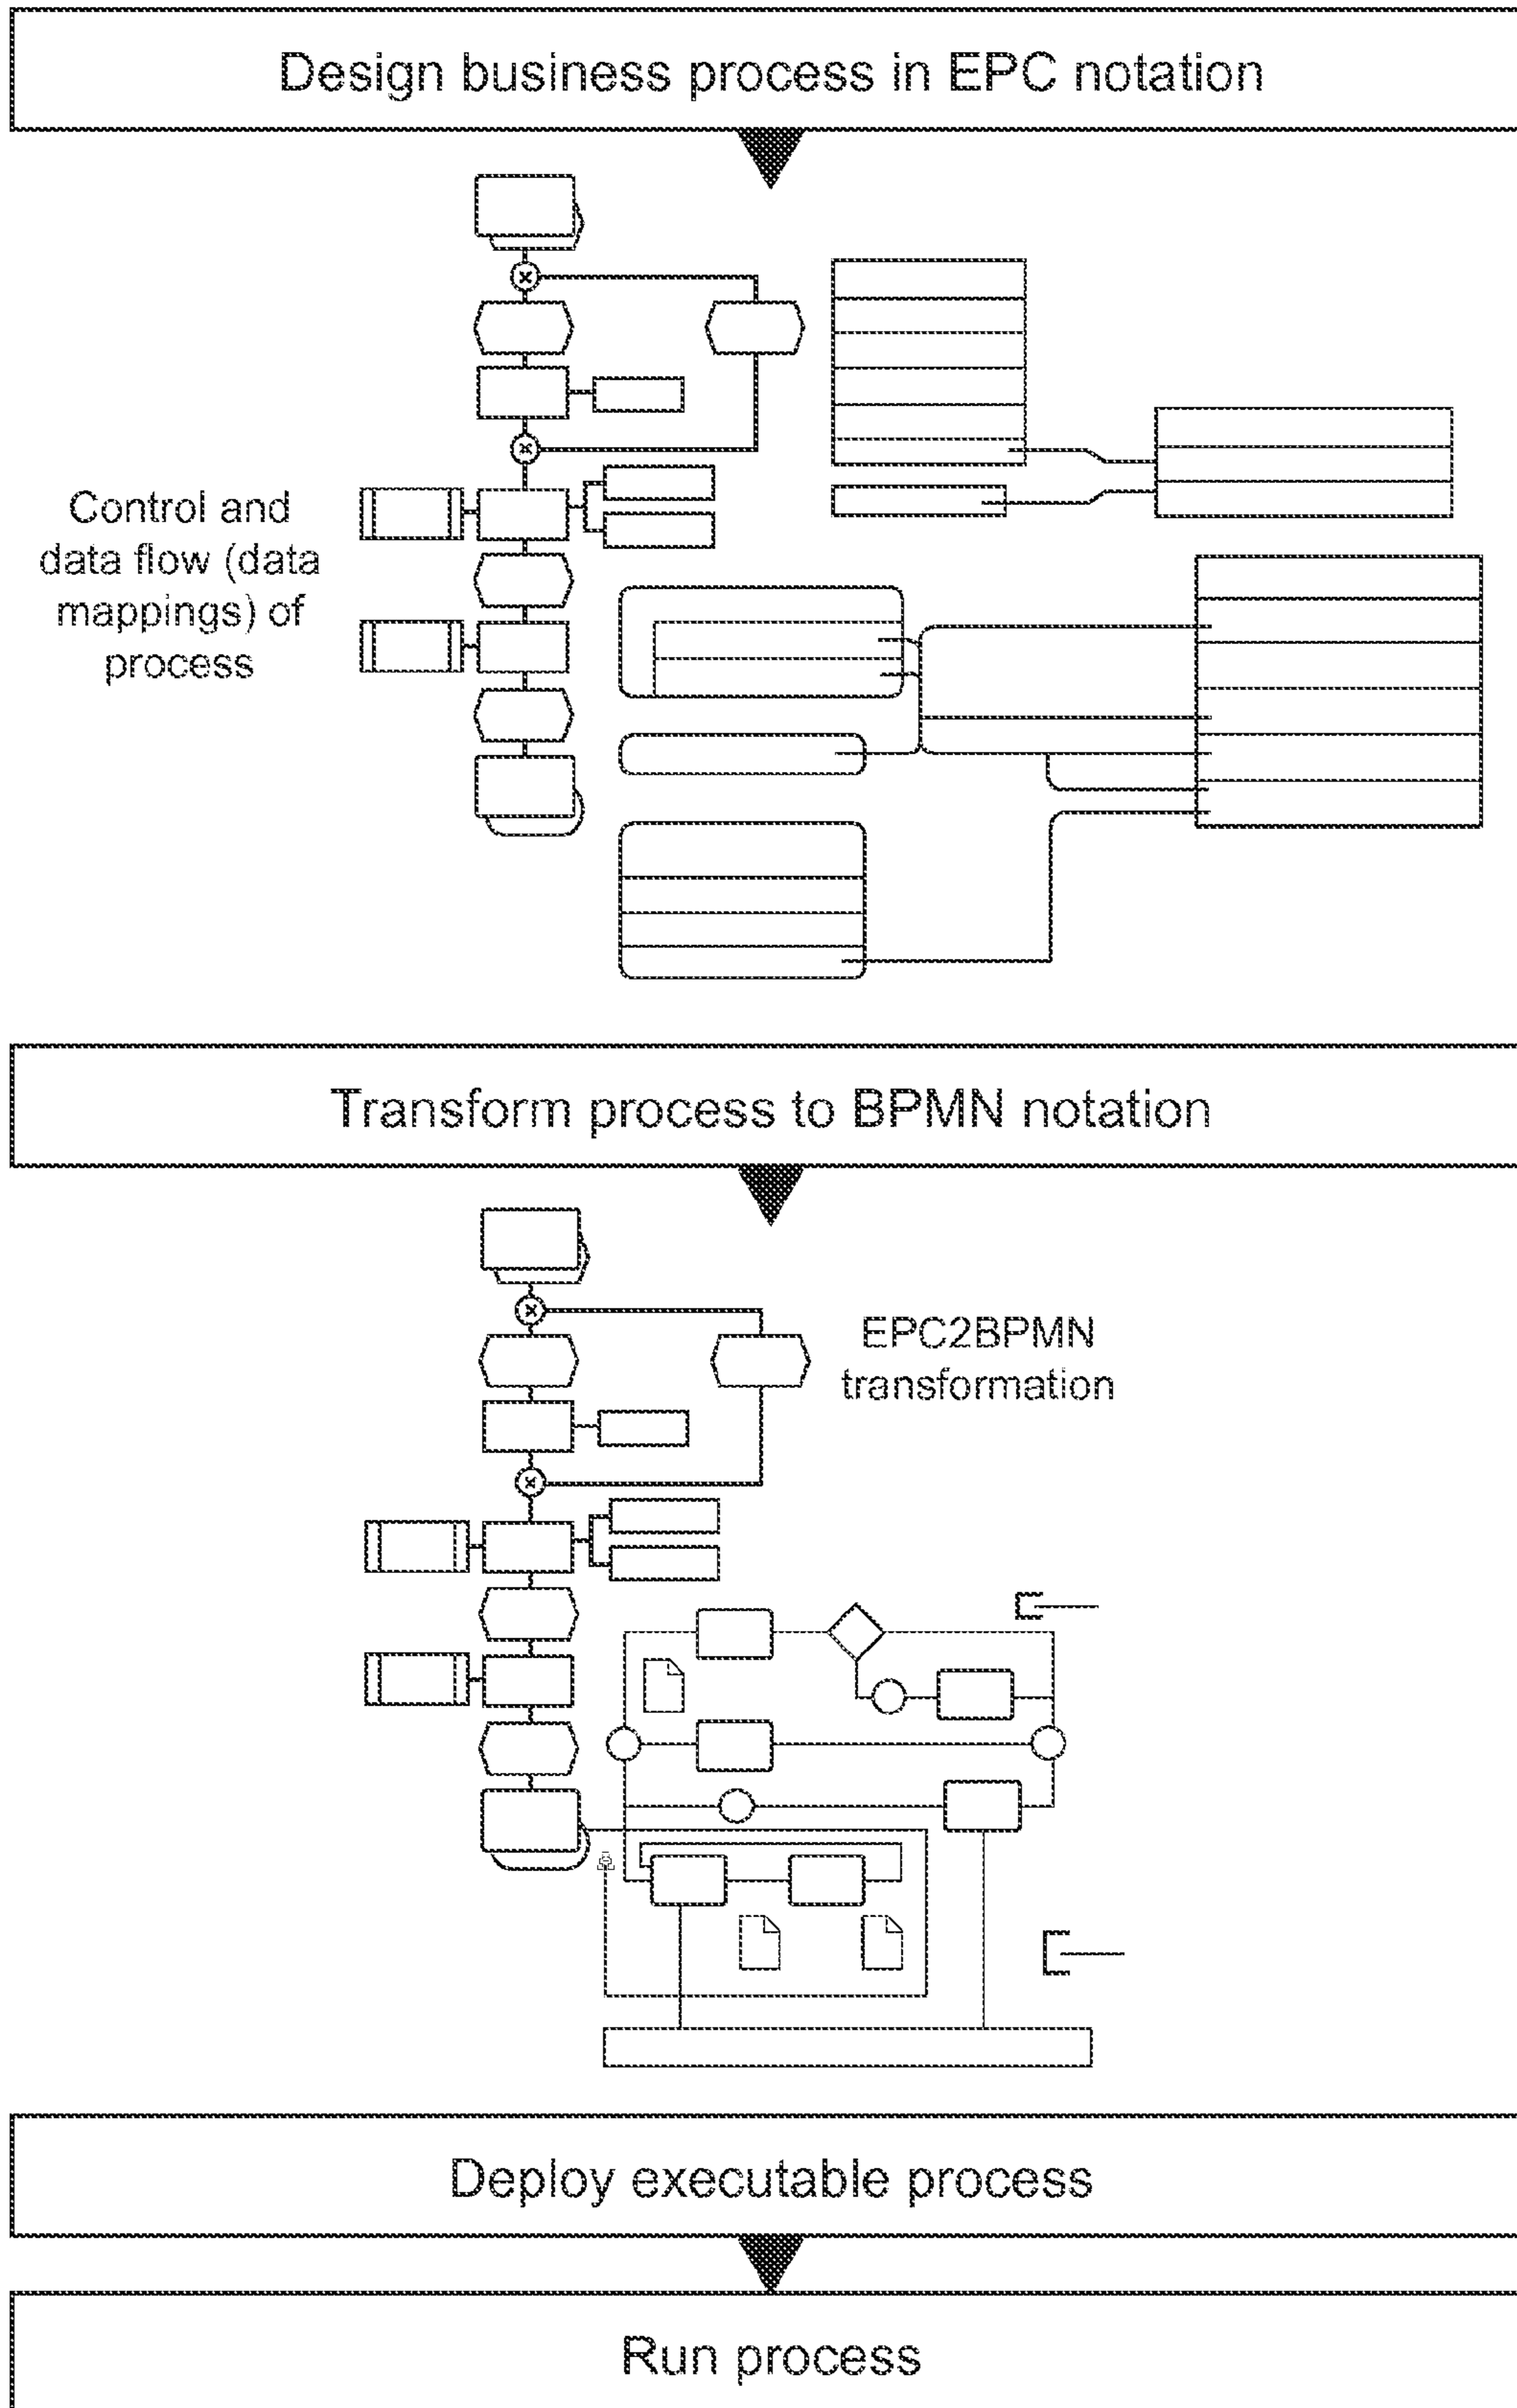 Design business process in EPC notation
Control and
data flow (data
mappings) of
process
Transform process to BPMN notation
EPC2BPMN
transformation
Deploy executable process
Run process